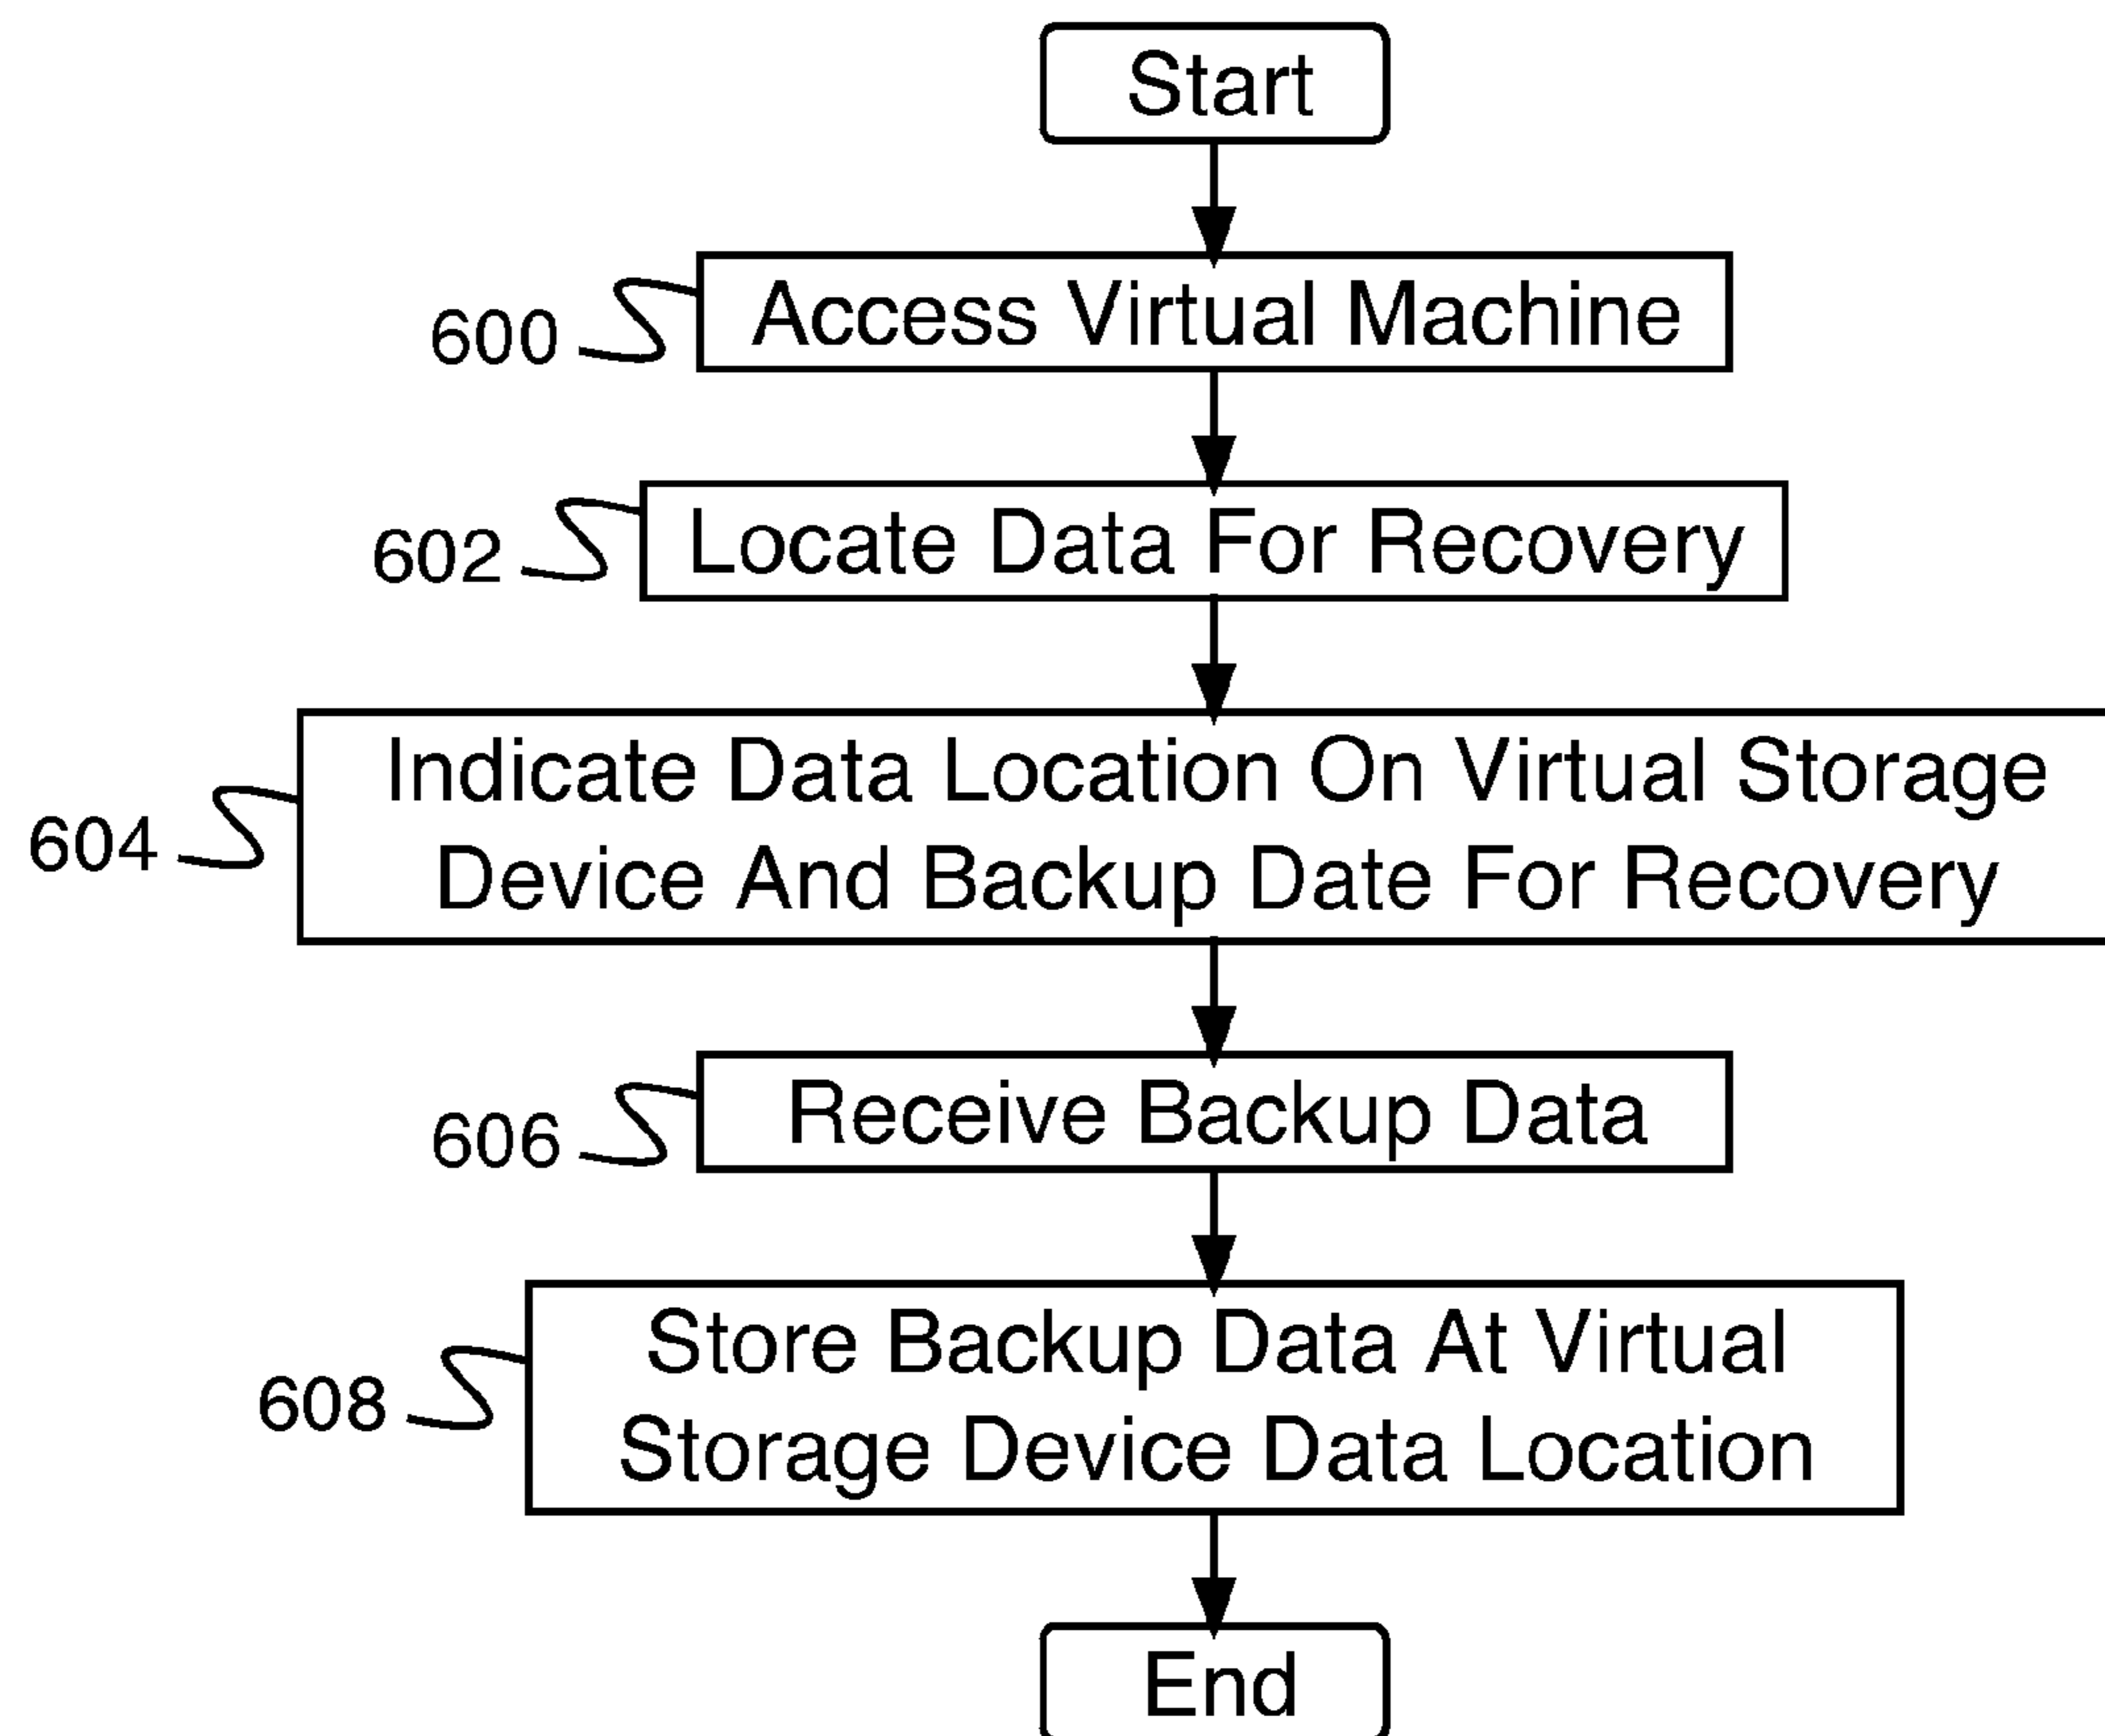 Start
600
Access Virtual Machine
602
Locate Data For Recovery
604
Indicate Data Location On Virtual Storage
Device And Backup Date For Recovery
606
Receive Backup Data
608
Store Backup Data At Virtual
Storage Device Data Location
End